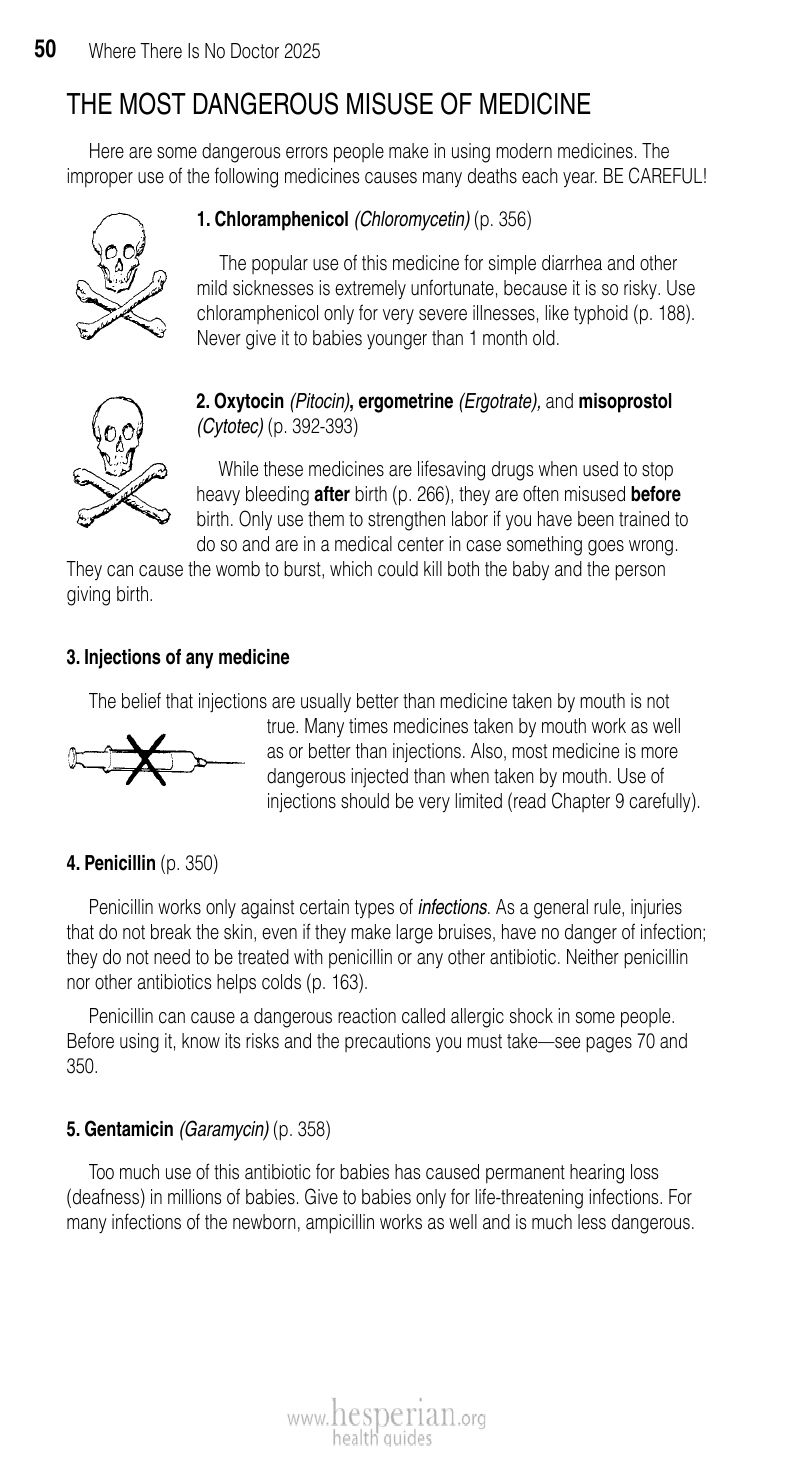 50 Where There Is No Doctor 2025
THE MOST DANGEROUS MISUSE OF MEDICINE
Here are some dangerous errors people make in using modern medicines. The
improper use of the following medicines causes many deaths each year. BE CAREFUL!
1. Chloramphenicol (Chloromycetin) (p. 356)
The popular use of this medicine for simple diarrhea and other
mild sicknesses is extremely unfortunate, because it is so risky. Use
chloramphenicol only for very severe illnesses, like typhoid (p. 188).
Never give it to babies younger than 1 month old.
2. Oxytocin (Pitocin), ergometrine (Ergotrate), and misoprostol
(Cytotec) (p. 392-393)
While these medicines are lifesaving drugs when used to stop
heavy bleeding after birth (p. 266), they are often misused before
birth. Only use them to strengthen labor if you have been trained to
do so and are in a medical center in case something goes wrong.
They can cause the womb to burst, which could kill both the baby and the person
giving birth.
3. Injections of any medicine
The belief that injections are usually better than medicine taken by mouth is not
true. Many times medicines taken by mouth work as well
as or better than injections. Also, most medicine is more
dangerous injected than when taken by mouth. Use of
injections should be very limited (read Chapter 9 carefully).
4. Penicillin (p. 350)
Penicillin works only against certain types of infections. As a general rule, injuries
that do not break the skin, even if they make large bruises, have no danger of infection;
they do not need to be treated with penicillin or any other antibiotic. Neither penicillin
nor other antibiotics helps colds (p. 163).
Penicillin can cause a dangerous reaction called allergic shock in some people.
Before using it, know its risks and the precautions you must take—see pages 70 and
350.
5. Gentamicin (Garamycin) (p. 358)
Too much use of this antibiotic for babies has caused permanent hearing loss
(deafness) in millions of babies. Give to babies only for life-threatening infections. For
many infections of the newborn, ampicillin works as well and is much less dangerous.
www.hesperian.org
health guides